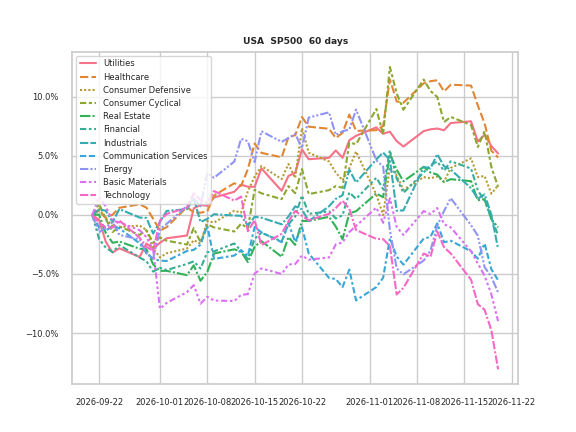 USA  SP500  60 days
Utilities
Healthcare
Consumer Defensive
Consumer Cyclical
Real Estate
Financial
Industrials
Communication Services
Energy
Basic Materials
Technology
10.0%
5.0%
0.0%
−5.0%
−10.0%
2026-09-22 2026-10-01 2026-10-08 2026-10-15 2026-10-22 2026-11-01 2026-11-08 2026-11-15 2026-11-22